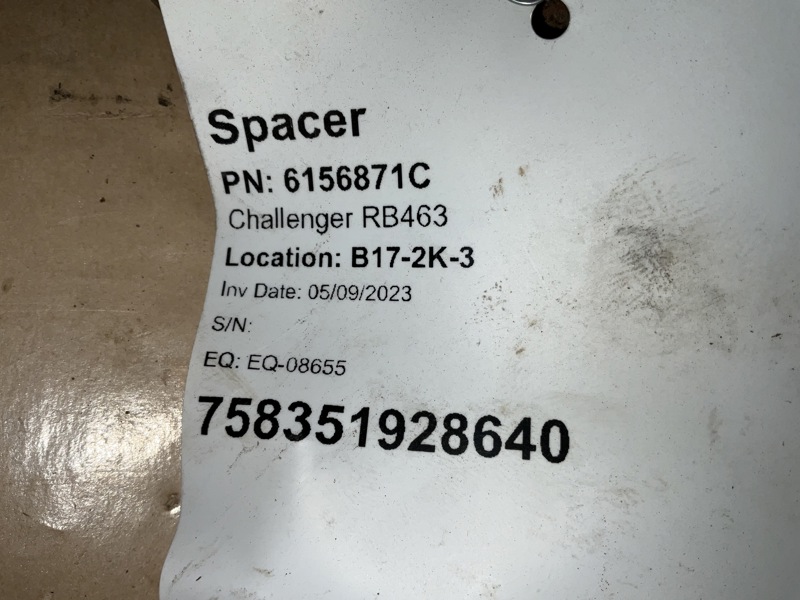 Spacer
PN: 6156871C
Challenger RB463
Location: B17-2K-3
Inv Date: 05/09/2023
S/N:
EQ: EQ-08655
758351928640